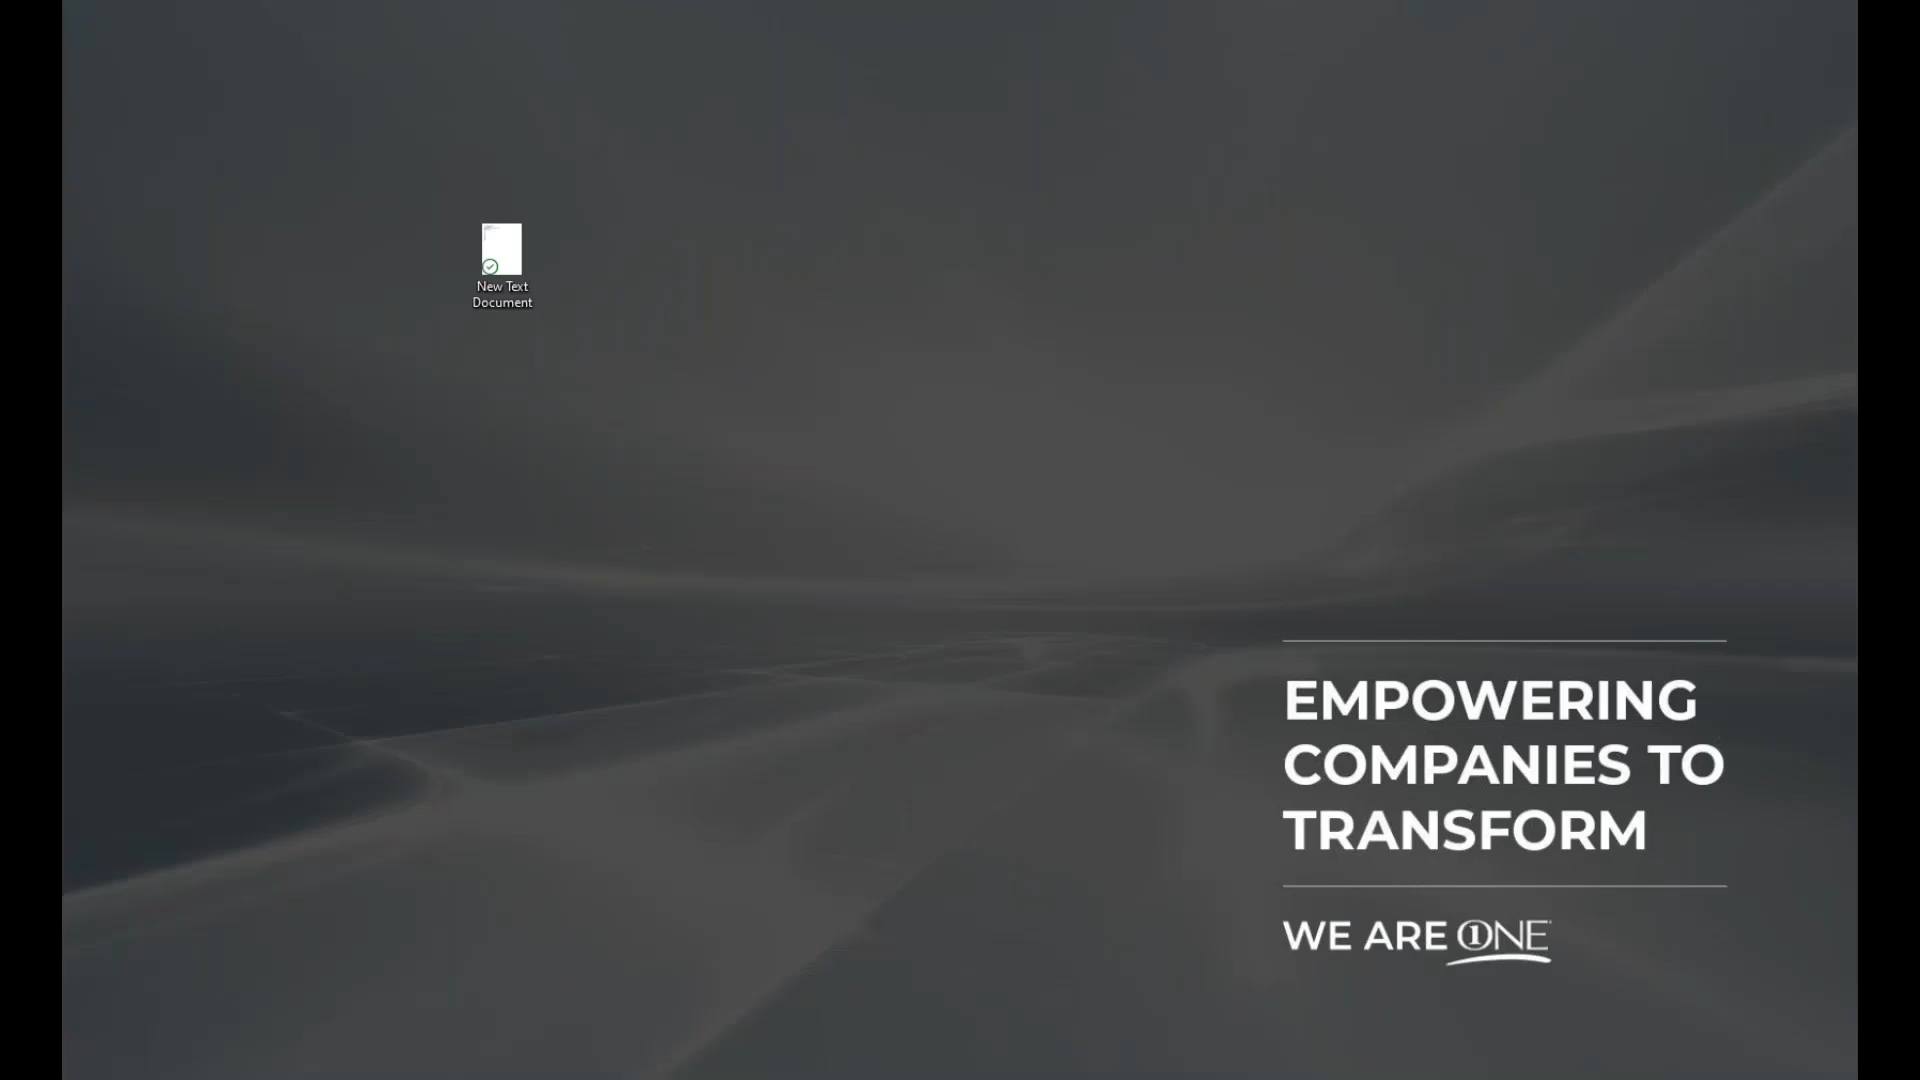 New Text
Document
EMPOWERING
COMPANIES TO
TRANSFORM
WE ARE ONE